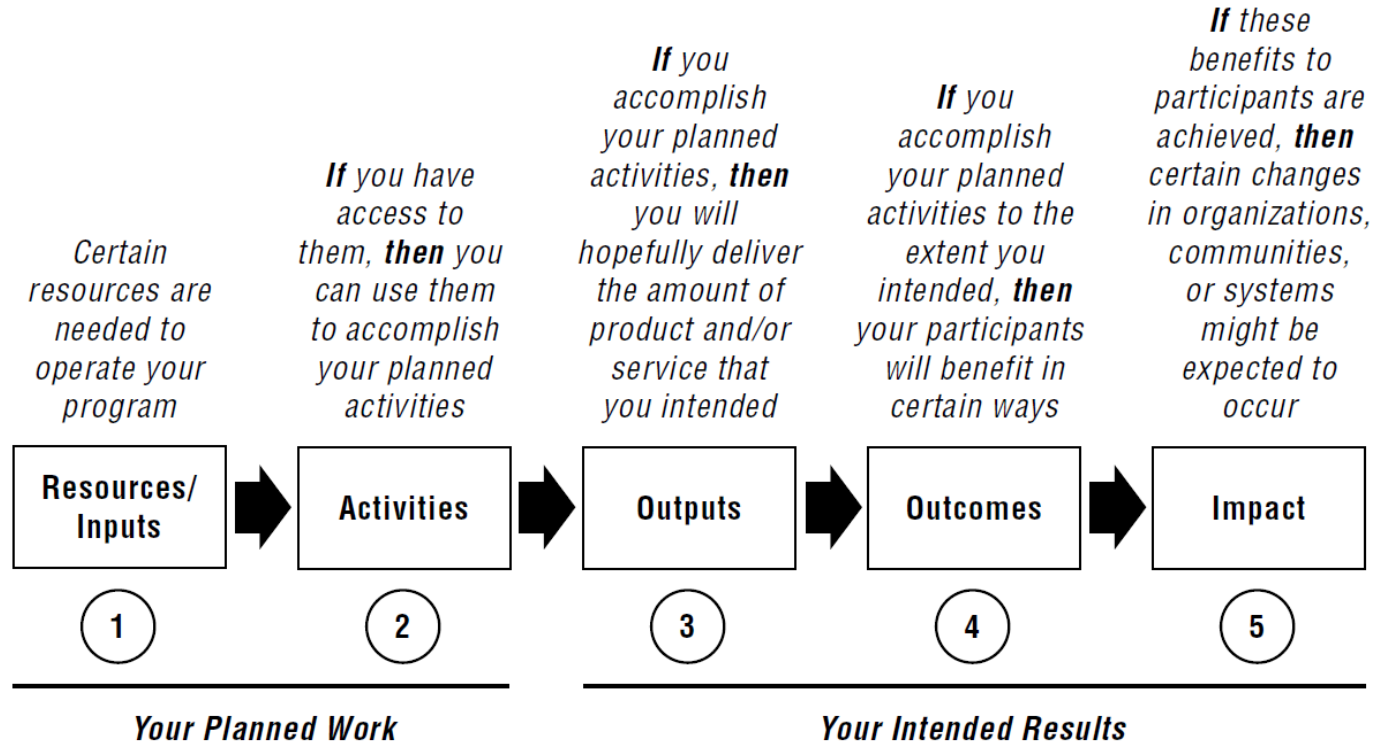 Certain
resources are
needed to
operate your
program
If you have
access to
them, then you
can use them
to accomplish
your planned
activities
If you
accomplish
your planned
activities, then
you will
hopefully deliver
the amount of
product and/or
service that
you intended
If you
accomplish
your planned
activities to the
extent you
intended, then
your participants
will benefit in
certain ways
If these
benefits to
participants are
achieved, then
certain changes
in organizations,
communities,
or systems
might be
expected to
occur
Resources/
Inputs
Activities
Outputs
Outcomes
Impact
1
2
3
4
5
Your Planned Work
Your Intended Results